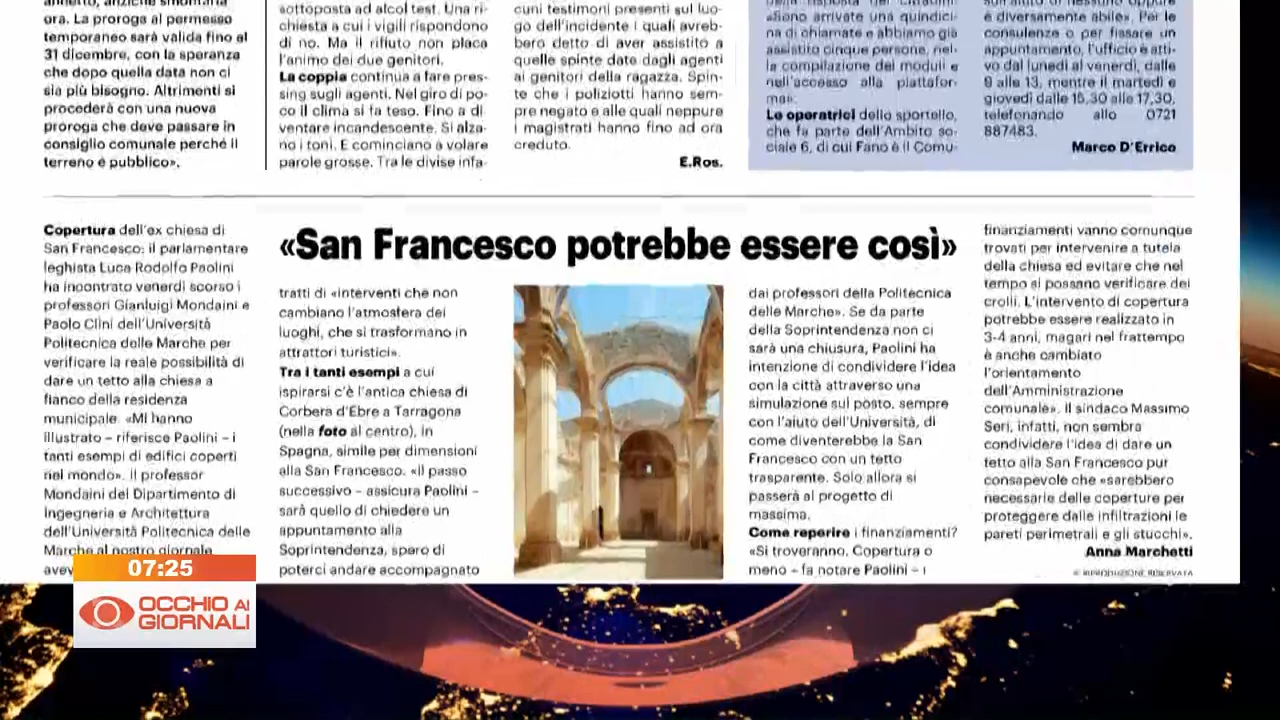 annetto, anziché smontarla
ora. La proroga al permesso
temporaneo sarà valida fino al
31 dicembre, con la speranza
che dopo quella data non ci
sia più bisogno. Altrimenti si
procederà con una nuova
proroga che deve passare in
consiglio comunale perché il
terreno è pubblico».
sottoposta ad alcol test. Una ri-
chiesta a cui i vigili rispondono
di no. Ma il rifiuto non placa
l'animo dei due genitori.
La coppia continua a fare pres-
sing sugli agenti. Nel giro di po-
co il clima si fa teso. Fino a di
ventare incandescente. Si alza-
no i toni. E cominciano a volare
parole grosse. Tra le divise infa-
cuni testimoni presenti sul luo-
go dell'incidente i quali avreb-
bero detto di aver assistito a
quelle spinte date dagli agenti
ai genitori della ragazza. Spin-
te che i poliziotti hanno sem-
pre negato e alle quali neppure
i magistrati hanno fino ad ora
creduto.
E.Ros.
«Sono arrivate una quindici-
na di chiamate e abbiamo già
assistito cinque persone, nel-
la compilazione dei moduli e
nell'accesso alla piattafor-
ma».
Le operatrici dello sportello,
che fa parte dell'Ambito so-
ciale 6, di cui Fano è il Comu-
è diversamente abile». Per le
consulenze o per fissare un
appuntamento, l'ufficio è atti-
vo dal lunedì al venerdì, dalle
9 alle 13, mentre il martedì e
giovedì dalle 15,30 alle 17,30,
telefonando allo 0721
887483.
Marco D'Errico
«San Francesco potrebbe essere così»
Copertura dell'ex chiesa di
San Francesco: il parlamentare
leghista Luca Rodolfo Paolini
ha incontrato venerdì scorso i
professori Gianluigi Mondaini e
Paolo Clini dell'Università
Politecnica delle Marche per
verificare la reale possibilità di
dare un tetto alla chiesa a
fianco della residenza
municipale. «Mi hanno
illustrato – riferisce Paolini – i
tanti esempi di edifici coperti
nel mondo». Il professor
Mondaini del Dipartimento di
Ingegneria e Architettura
dell'Università Politecnica delle
Marche al nostro giornale
avev
tratti di «interventi che non
cambiano l'atmosfera dei
luoghi, che si trasformano in
attrattori turistici».
Tra i tanti esempi a cui
ispirarsi c'è l'antica chiesa di
Corbera d'Ebre a Tarragona
(nella foto al centro), in
Spagna, simile per dimensioni
alla San Francesco. «Il passo
successivo – assicura Paolini –
sarà quello di chiedere un
appuntamento alla
Soprintendenza, spero di
poterci andare accompagnato
dai professori della Politecnica
delle Marche». Se da parte
della Soprintendenza non ci
sarà una chiusura, Paolini ha
intenzione di condividere l'idea
con la città attraverso una
simulazione sul posto, sempre
con l'aiuto dell'Università, di
come diventerebbe la San
Francesco con un tetto
trasparente. Solo allora si
passerà al progetto di
massima.
Come reperire i finanziamenti?
«Si troveranno. Copertura o
meno – fa notare Paolini – i
finanziamenti vanno comunque
trovati per intervenire a tutela
della chiesa ed evitare che nel
tempo si possano verificare dei
crolli. L'intervento di copertura
potrebbe essere realizzato in
3-4 anni, magari nel frattempo
è anche cambiato
l'orientamento
dell'Amministrazione
comunale». Il sindaco Massimo
Seri, infatti, non sembra
condividere l'idea di dare un
tetto alla San Francesco pur
consapevole che «sarebbero
necessarie delle coperture per
proteggere dalle infiltrazioni le
pareti perimetrali e gli stucchi».
Anna Marchetti
© RIPRODUZIONE RISERVATA
07:25
OCCHIO AI
GIORNALI